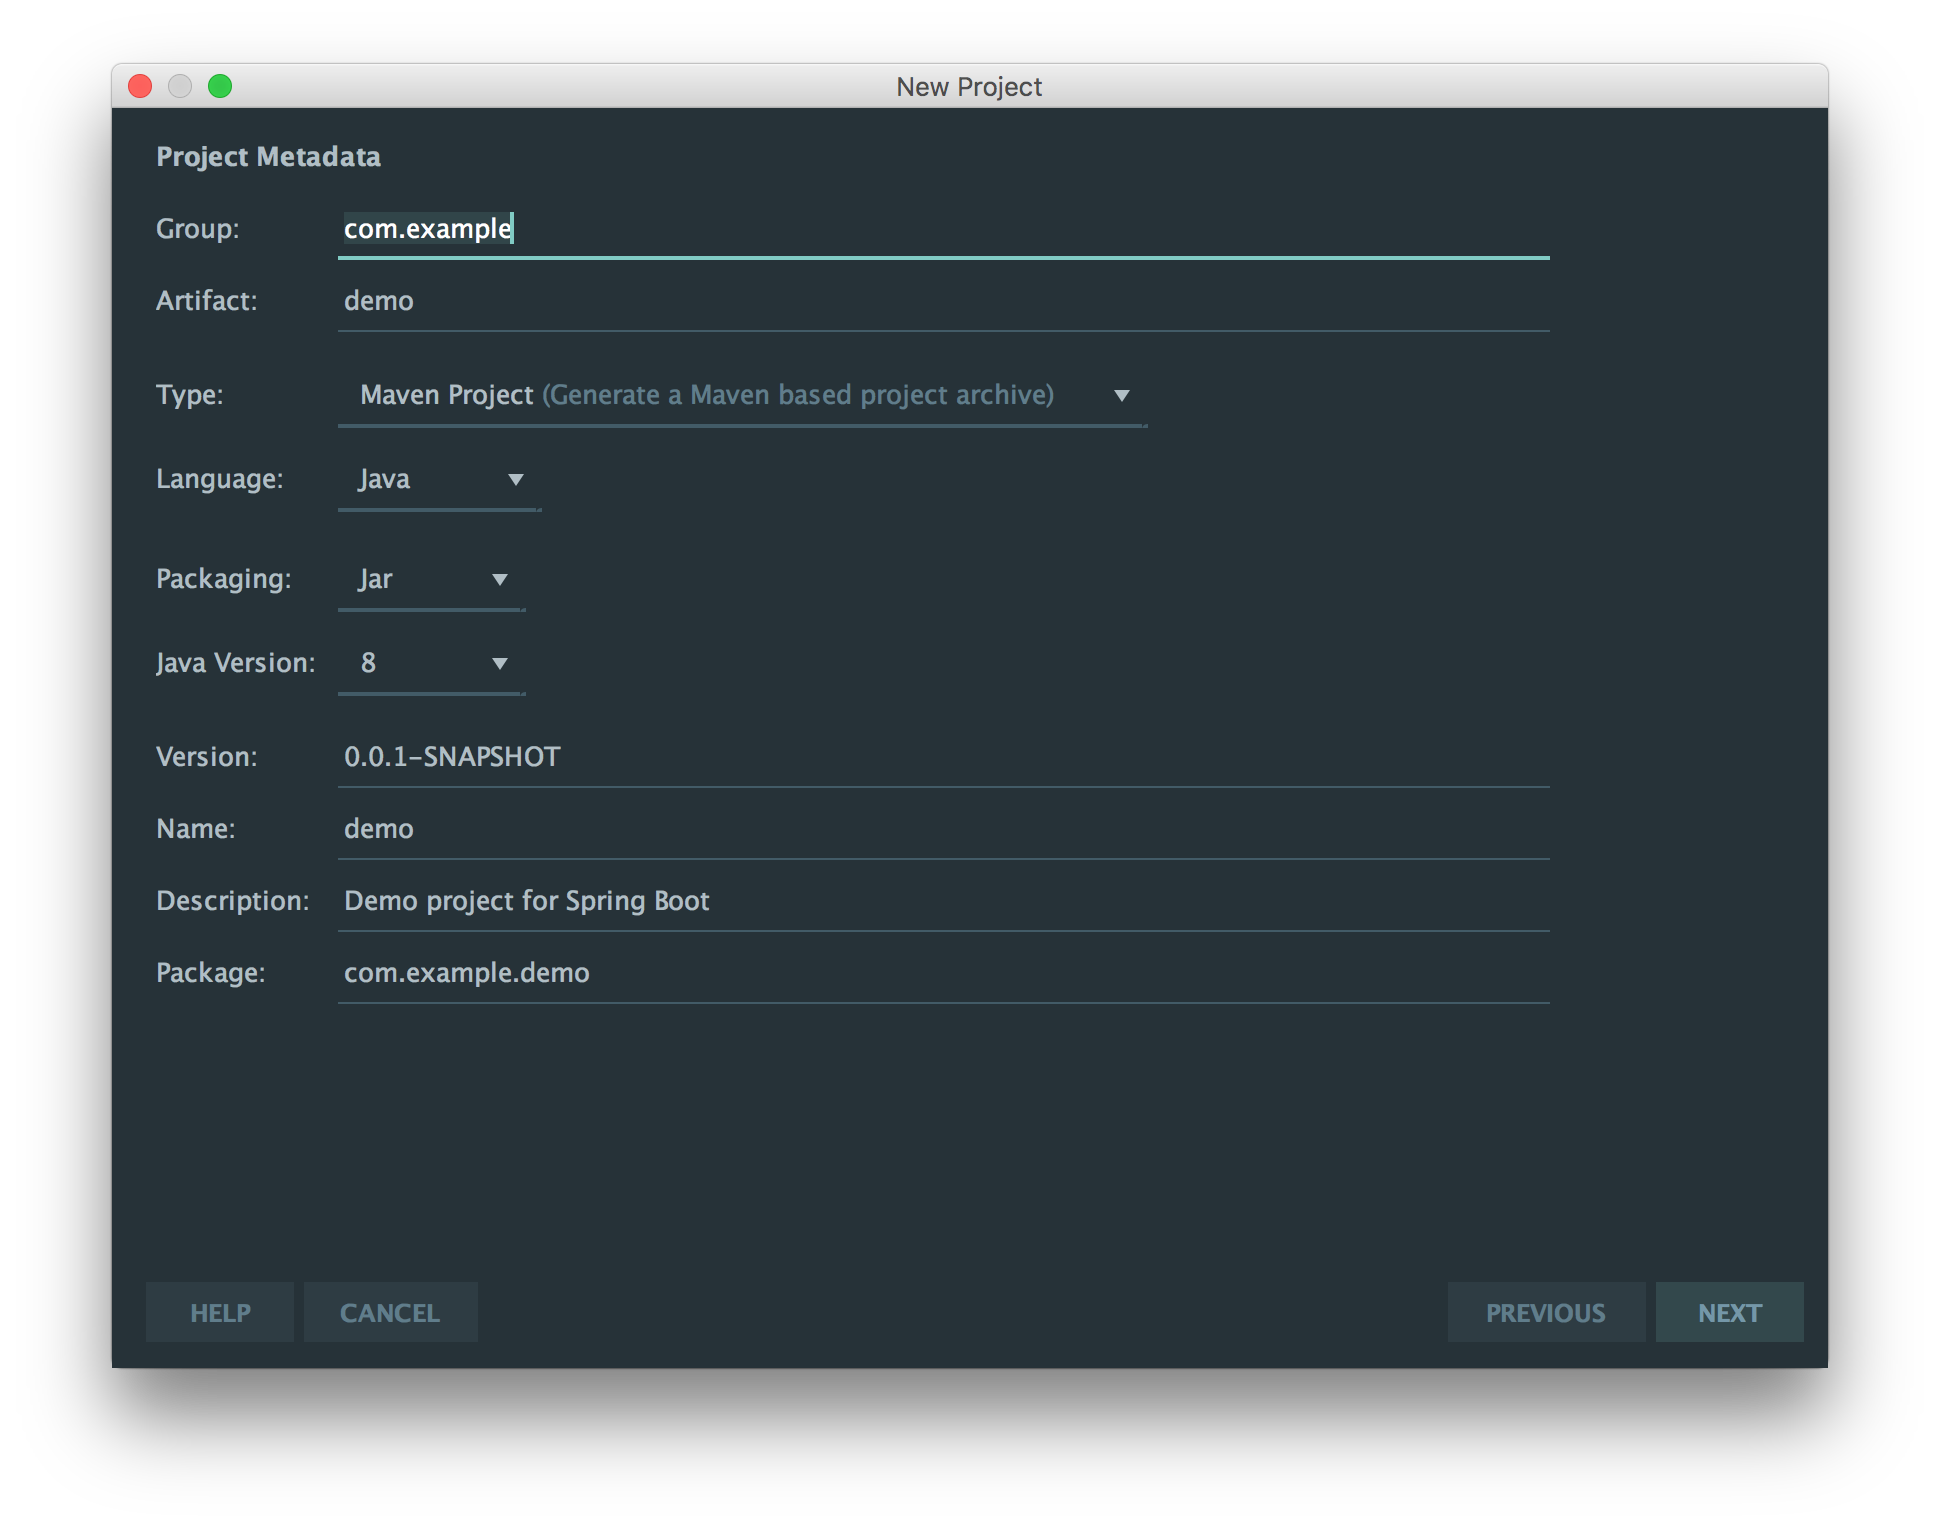 New Project
Project Metadata
Group: com.example
Artifact: demo
Type: Maven Project (Generate a Maven based project archive)
Language: Java
Packaging: Jar
Java Version: 8
Version: 0.0.1-SNAPSHOT
Name: demo
Description: Demo project for Spring Boot
Package: com.example.demo
HELP CANCEL PREVIOUS NEXT